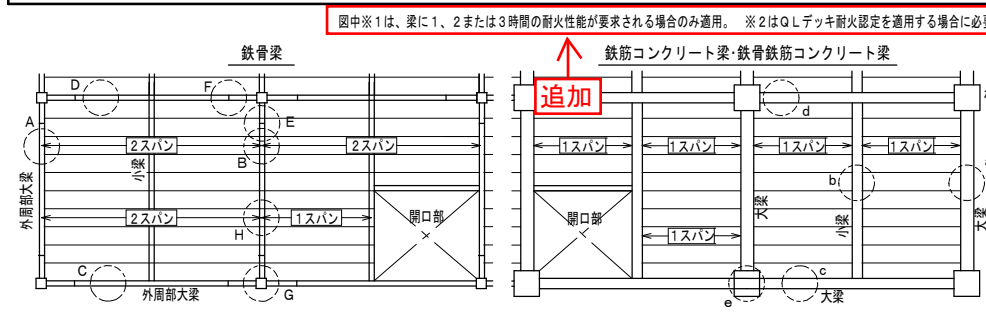 図中※1は、梁に1、2または3時間の耐火性能が要求される場合のみ適用。 ※2はQLデッキ耐火認定を適用する場合に必
追加
鉄骨梁
D
F
A
E
2スパン
2スパン
B
小梁
外周部大梁
2スパン
1スパン
開口部
H
C
外周部大梁
G
鉄筋コンクリート梁・鉄骨鉄筋コンクリート梁
d
1スパン
1スパン
1スパン
1スパン
b
大梁
小梁
大梁
開口部
1スパン
c
e
大梁